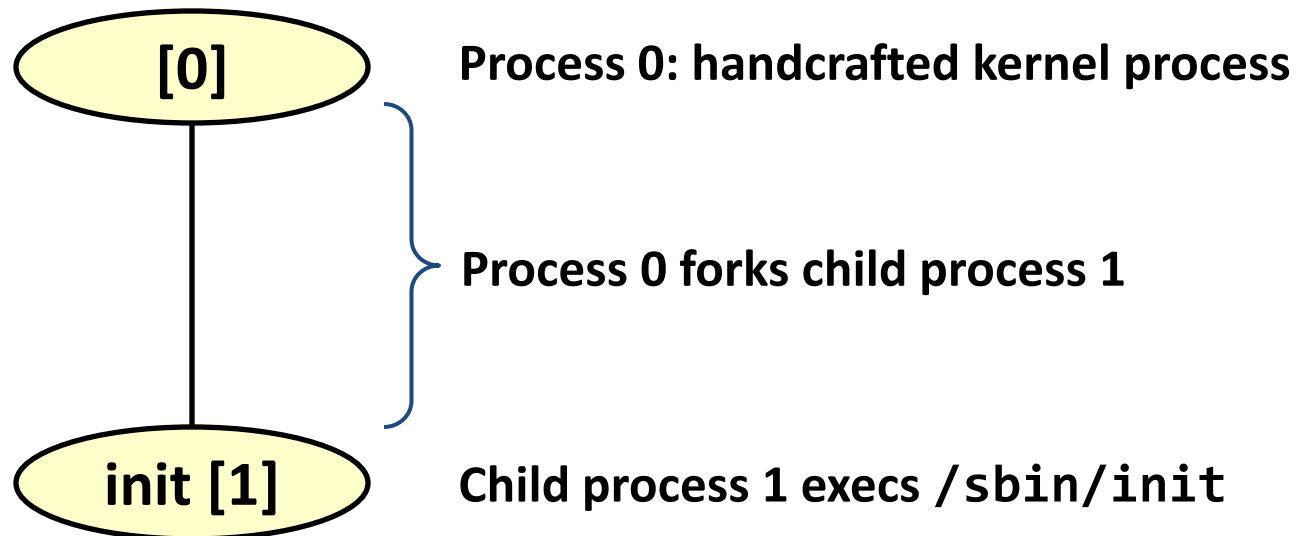 [0]
Process 0: handcrafted kernel process
Process 0 forks child process 1
init [1]
Child process 1 execs /sbin/init